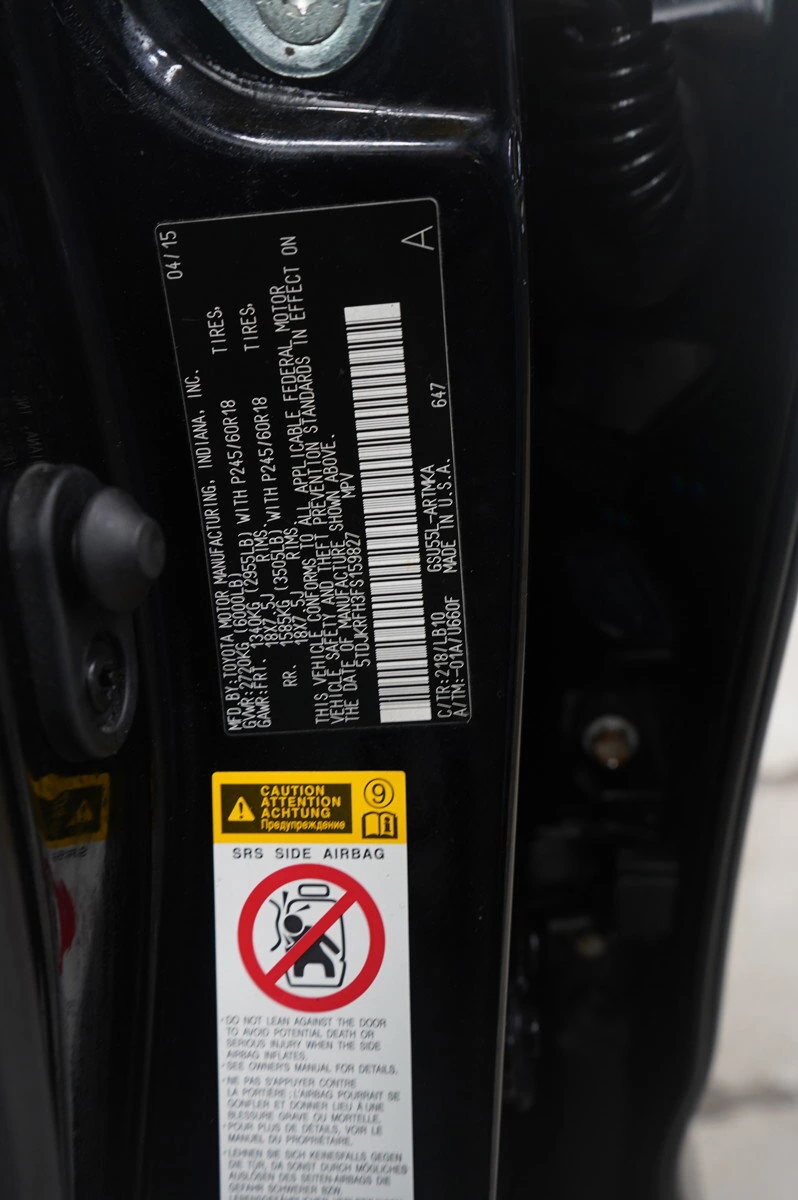 04/15
MFD.BY:TOYOTA MOTOR MANUFACTURING, INDIANA, INC.
GVWR:2720KG (6000LB)
GAWR:FRT. 1340KG (2955LB) WITH P245/60R18 TIRES,
18X7.5J RIMS.
RR. 1585KG (3505LB) WITH P245/60R18 TIRES,
18X7.5J RIMS.
THIS VEHICLE CONFORMS TO ALL APPLICABLE FEDERAL MOTOR
VEHICLE SAFETY AND THEFT PREVENTION STANDARDS IN EFFECT ON
THE DATE OF MANUFACTURE SHOWN ABOVE.
5TDJKRFH3FS159827 MPV
C/TR:218/LB10 GSU55L-ARTMKA 647
A/TM:-01A/U660F MADE IN U.S.A.
A
CAUTION
ATTENTION
ACHTUNG
Предупреждение
9
i
SRS SIDE AIRBAG
•DO NOT LEAN AGAINST THE DOOR
TO AVOID POTENTIAL DEATH OR
SERIOUS INJURY WHEN THE SIDE
AIRBAG INFLATES.
•SEE OWNER'S MANUAL FOR DETAILS.
•NE PAS S'APPUYER CONTRE
LA PORTIERE ; L'AIRBAG POURRAIT SE
GONFLER ET DONNER LIEU À UNE
BLESSURE GRAVE OU MORTELLE.
•POUR PLUS DE DÉTAILS, VOIR LE
MANUEL DU PROPRIÉTAIRE.
•LEHNEN SIE SICH KEINESFALLS GEGEN
DIE TÜR, DA SONST DURCH MÖGLICHES
AUSLÖSEN DES SEITEN-AIRBAGS DIE
GEFAHR SCHWERER BZW.